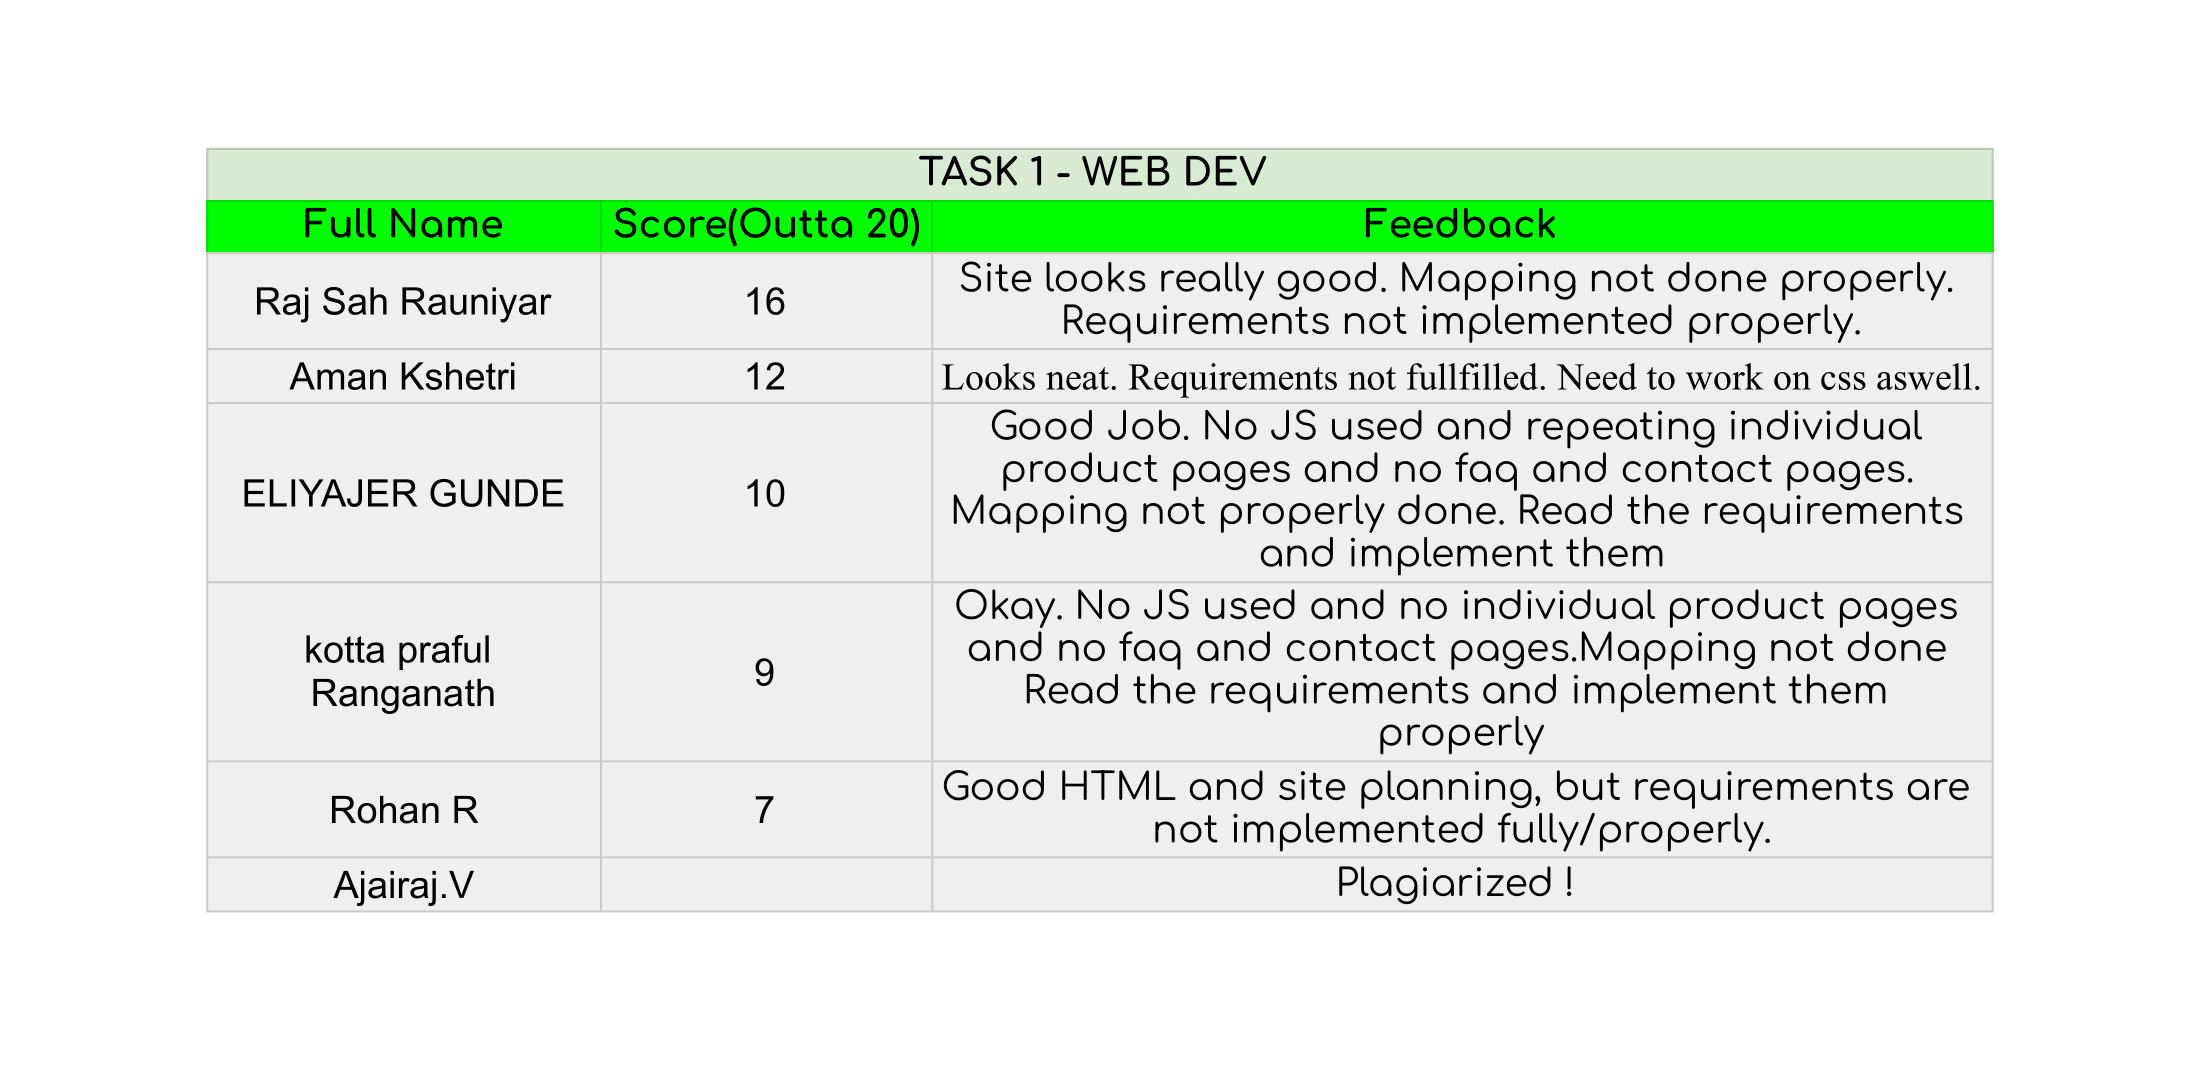 TASK 1 - WEB DEV
Full Name Score(Outta 20) Feedback
Raj Sah Rauniyar 16 Site looks really good. Mapping not done properly.
Requirements not implemented properly.
Aman Kshetri 12 Looks neat. Requirements not fullfilled. Need to work on css aswell.
ELIYAJER GUNDE 10 Good Job. No JS used and repeating individual
product pages and no faq and contact pages.
Mapping not properly done. Read the requirements
and implement them
kotta praful
Ranganath
9
Okay. No JS used and no individual product pages
and no faq and contact pages.Mapping not done
Read the requirements and implement them
properly
Rohan R 7 Good HTML and site planning, but requirements are
not implemented fully/properly.
Ajairaj.V Plagiarized !